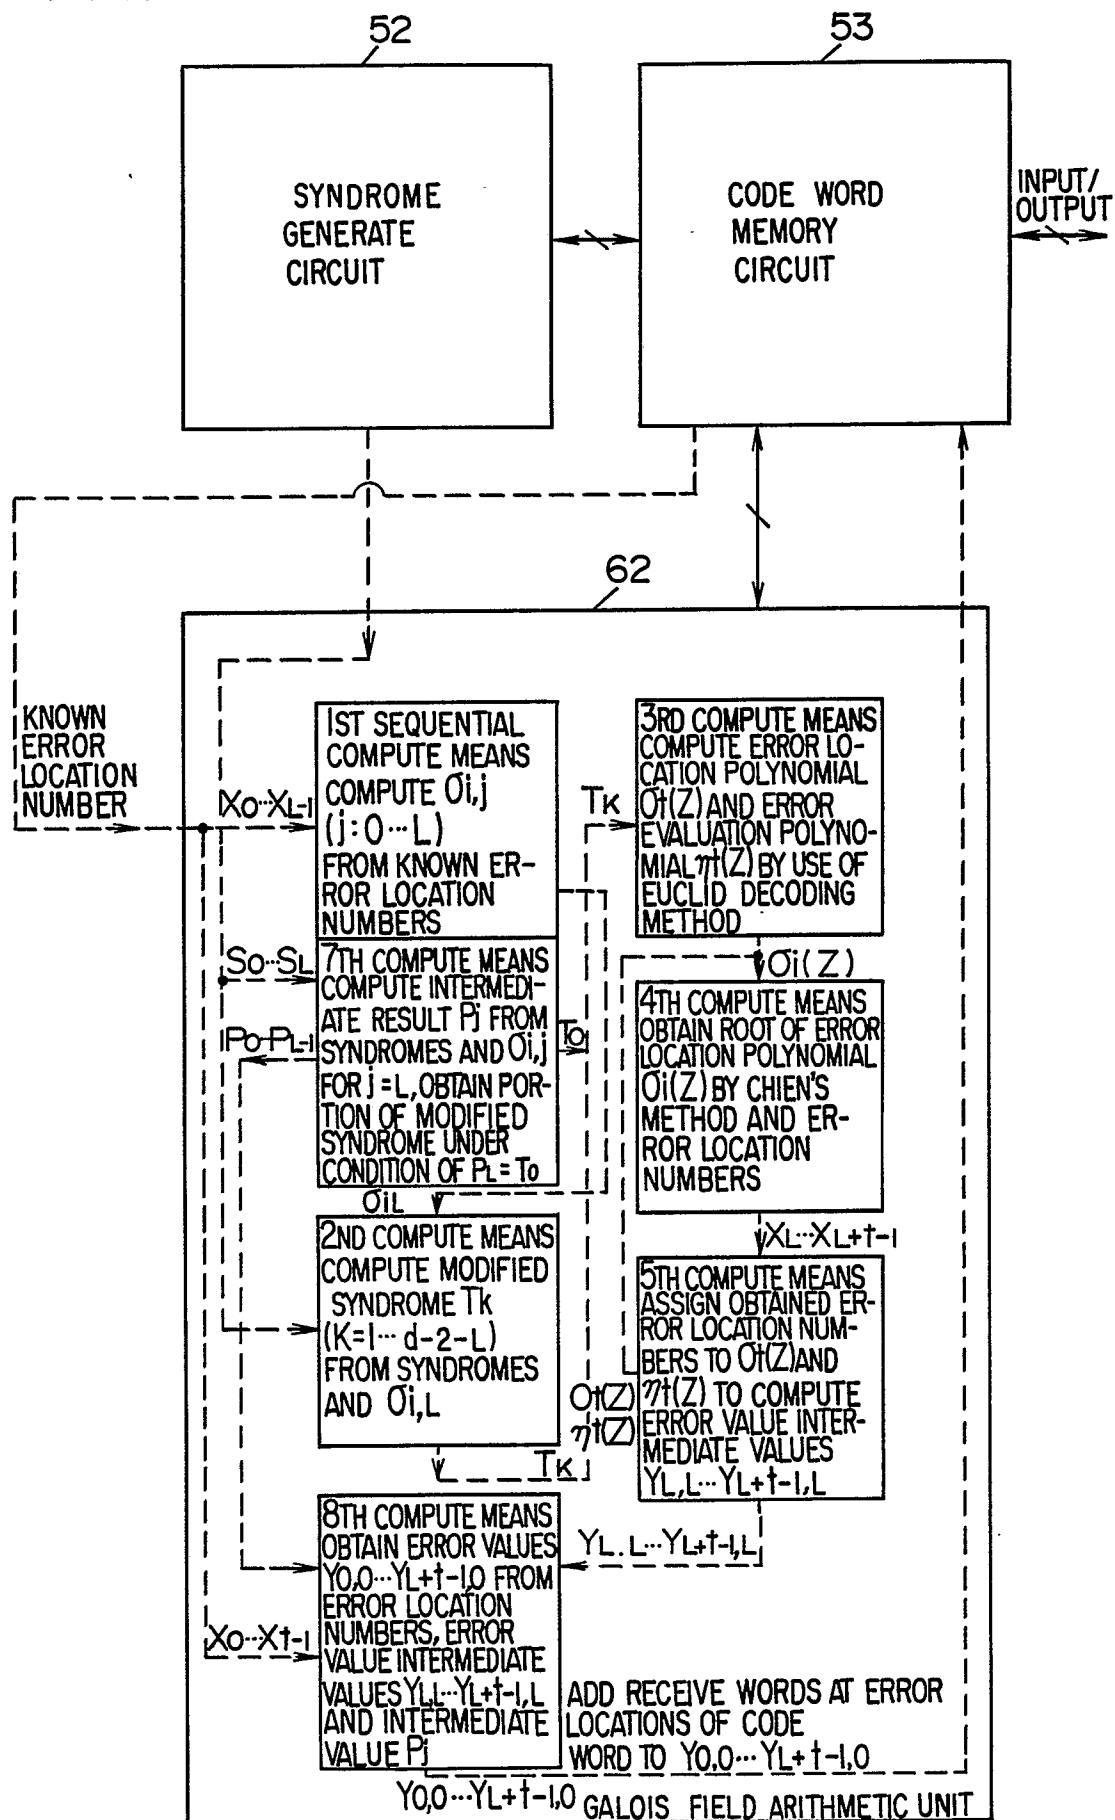 52
53
SYNDROME
GENERATE
CIRCUIT
CODE WORD
MEMORY
CIRCUIT
INPUT/
OUTPUT
62
KNOWN
ERROR
LOCATION
NUMBER
X0···XL-1
1ST SEQUENTIAL
COMPUTE MEANS
COMPUTE σi,j
(j:0···L)
FROM KNOWN ER-
ROR LOCATION
NUMBERS
S0···SL
P0-PL-1
7TH COMPUTE MEANS
COMPUTE INTERMEDI-
ATE RESULT Pj FROM
SYNDROMES AND σi,j
FOR j=L, OBTAIN POR-
TION OF MODIFIED
SYNDROME UNDER
CONDITION OF PL=T0
T0
σiL
2ND COMPUTE MEANS
COMPUTE MODIFIED
SYNDROME TK
(K=1···d-2-L)
FROM SYNDROMES
AND σi,L
TK
TK
3RD COMPUTE MEANS
COMPUTE ERROR LO-
CATION POLYNOMIAL
σt(Z) AND ERROR
EVALUATION POLYNO-
MIAL ηt(Z) BY USE OF
EUCLID DECODING
METHOD
σi(Z)
4TH COMPUTE MEANS
OBTAIN ROOT OF ERROR
LOCATION POLYNOMIAL
σi(Z) BY CHIEN'S
METHOD AND ER-
ROR LOCATION
NUMBERS
XL···XL+t-1
5TH COMPUTE MEANS
ASSIGN OBTAINED ER-
ROR LOCATION NUM-
BERS TO σt(Z) AND
ηt(Z) TO COMPUTE
ERROR VALUE INTER-
MEDIATE VALUES
YL,L···YL+t-1,L
σt(Z)
ηt(Z)
YL.L···YL+t-1,L
8TH COMPUTE MEANS
OBTAIN ERROR VALUES
Y0,0···YL+t-1,0 FROM
ERROR LOCATION
NUMBERS, ERROR
VALUE INTERMEDIATE
VALUES YL,L···YL+t-1,L
AND INTERMEDIATE
VALUE Pj
X0···Xt-1
ADD RECEIVE WORDS AT ERROR
LOCATIONS OF CODE
WORD TO Y0,0···YL+t-1,0
Y0,0···YL+t-1,0
GALOIS FIELD ARITHMETIC UNIT